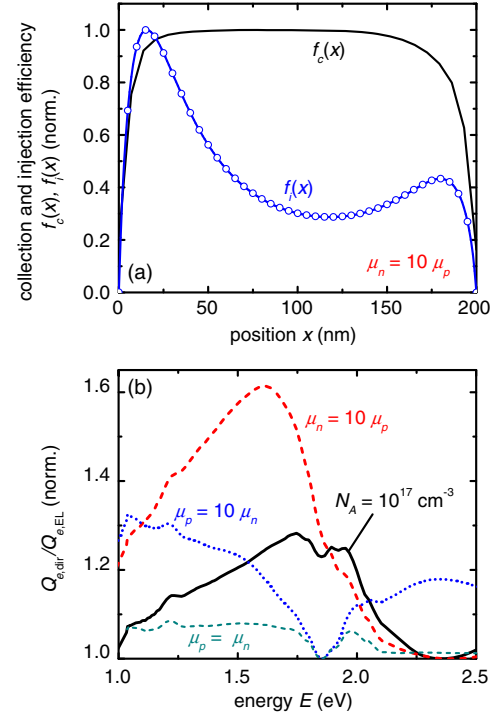 collection and injection efficiency
f_c(x), f_i(x) (norm.)
1.0
0.8
0.6
0.4
0.2
0.0
f_c(x)
f_i(x)
(a)
μ_n = 10 μ_p
0 50 100 150 200
position x (nm)
Q_e,dir/Q_e,EL (norm.)
1.6
1.4
1.2
1.0
(b)
μ_n = 10 μ_p
N_A = 10^17 cm^-3
μ_p = 10 μ_n
μ_p = μ_n
1.0 1.5 2.0 2.5
energy E (eV)